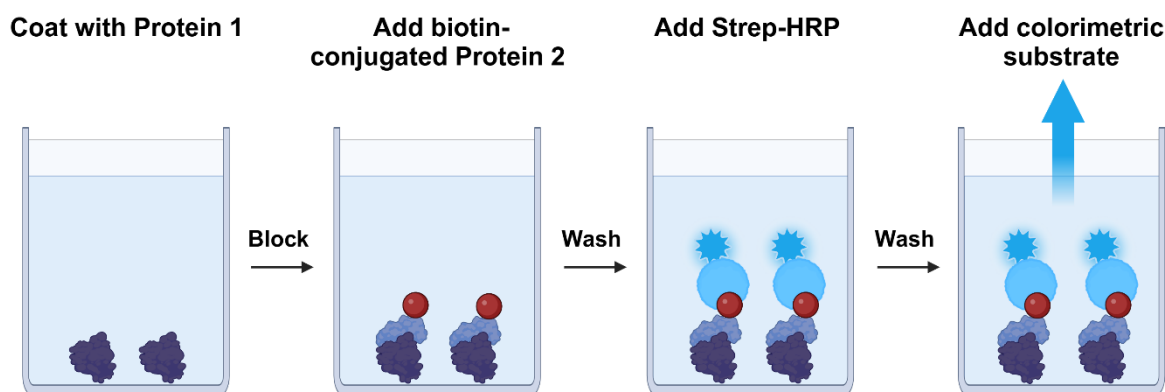 Coat with Protein 1
Add biotin-
conjugated Protein 2
Add Strep-HRP
Add colorimetric
substrate
Block
Wash
Wash